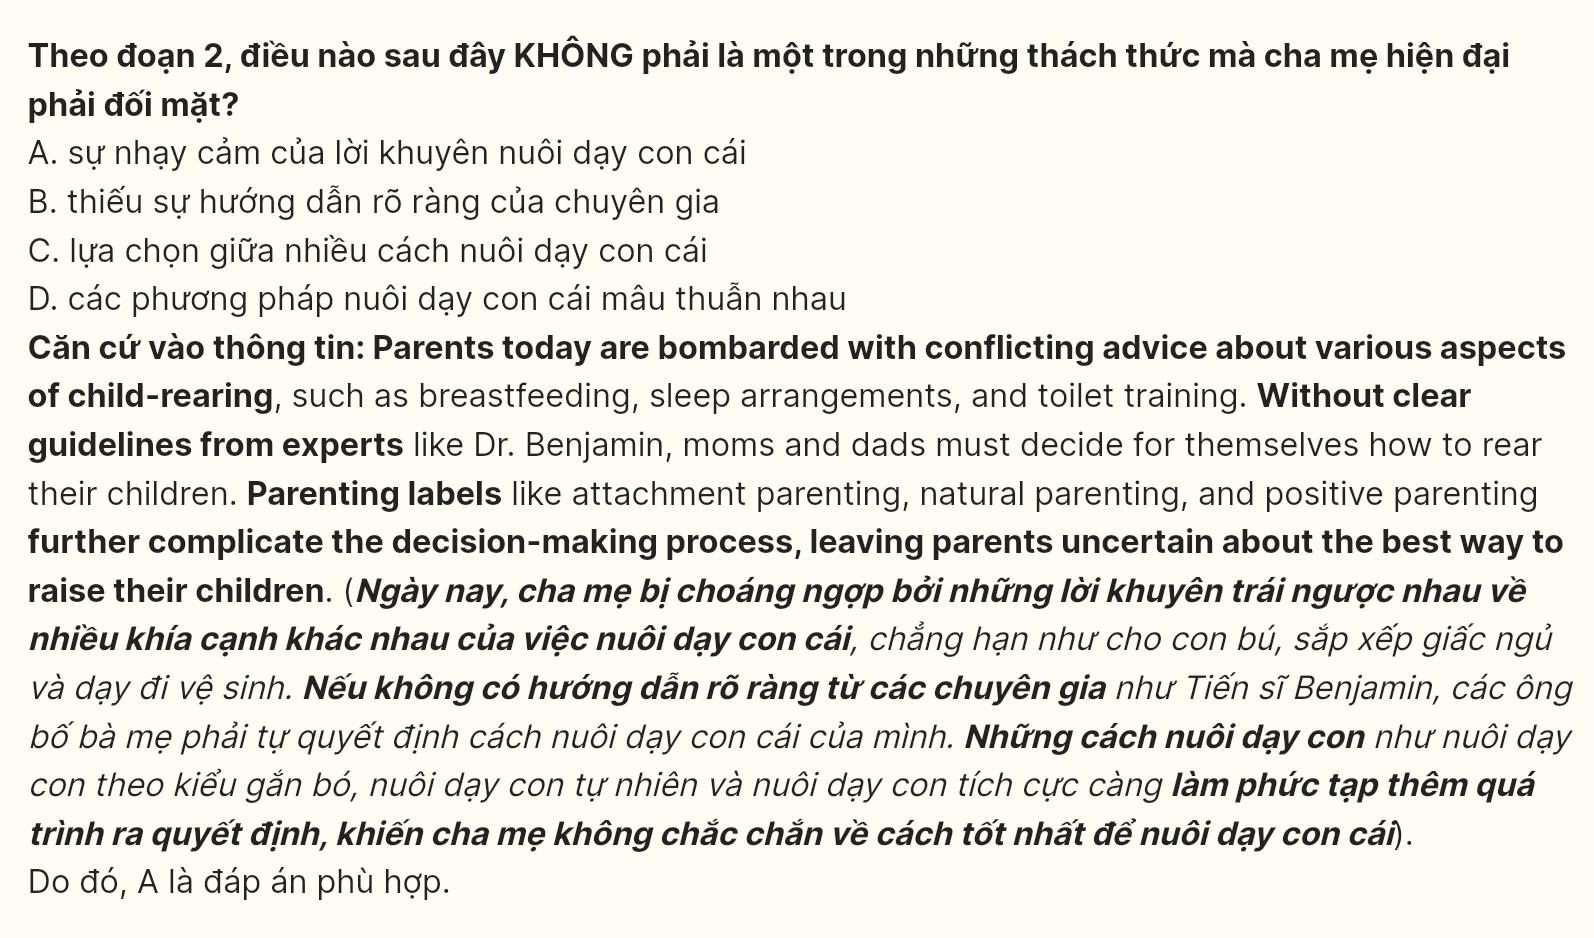 Theo đoạn 2, điều nào sau đây KHÔNG phải là một trong những thách thức mà cha mẹ hiện đại
phải đối mặt?
A. sự nhạy cảm của lời khuyên nuôi dạy con cái
B. thiếu sự hướng dẫn rõ ràng của chuyên gia
C. lựa chọn giữa nhiều cách nuôi dạy con cái
D. các phương pháp nuôi dạy con cái mâu thuẫn nhau
Căn cứ vào thông tin: Parents today are bombarded with conflicting advice about various aspects
of child-rearing, such as breastfeeding, sleep arrangements, and toilet training. Without clear
guidelines from experts like Dr. Benjamin, moms and dads must decide for themselves how to rear
their children. Parenting labels like attachment parenting, natural parenting, and positive parenting
further complicate the decision-making process, leaving parents uncertain about the best way to
raise their children. (Ngày nay, cha mẹ bị choáng ngợp bởi những lời khuyên trái ngược nhau về
nhiều khía cạnh khác nhau của việc nuôi dạy con cái, chẳng hạn như cho con bú, sắp xếp giấc ngủ
và dạy đi vệ sinh. Nếu không có hướng dẫn rõ ràng từ các chuyên gia như Tiến sĩ Benjamin, các ông
bố bà mẹ phải tự quyết định cách nuôi dạy con cái của mình. Những cách nuôi dạy con như nuôi dạy
con theo kiểu gắn bó, nuôi dạy con tự nhiên và nuôi dạy con tích cực càng làm phức tạp thêm quá
trình ra quyết định, khiến cha mẹ không chắc chắn về cách tốt nhất để nuôi dạy con cái).
Do đó, A là đáp án phù hợp.